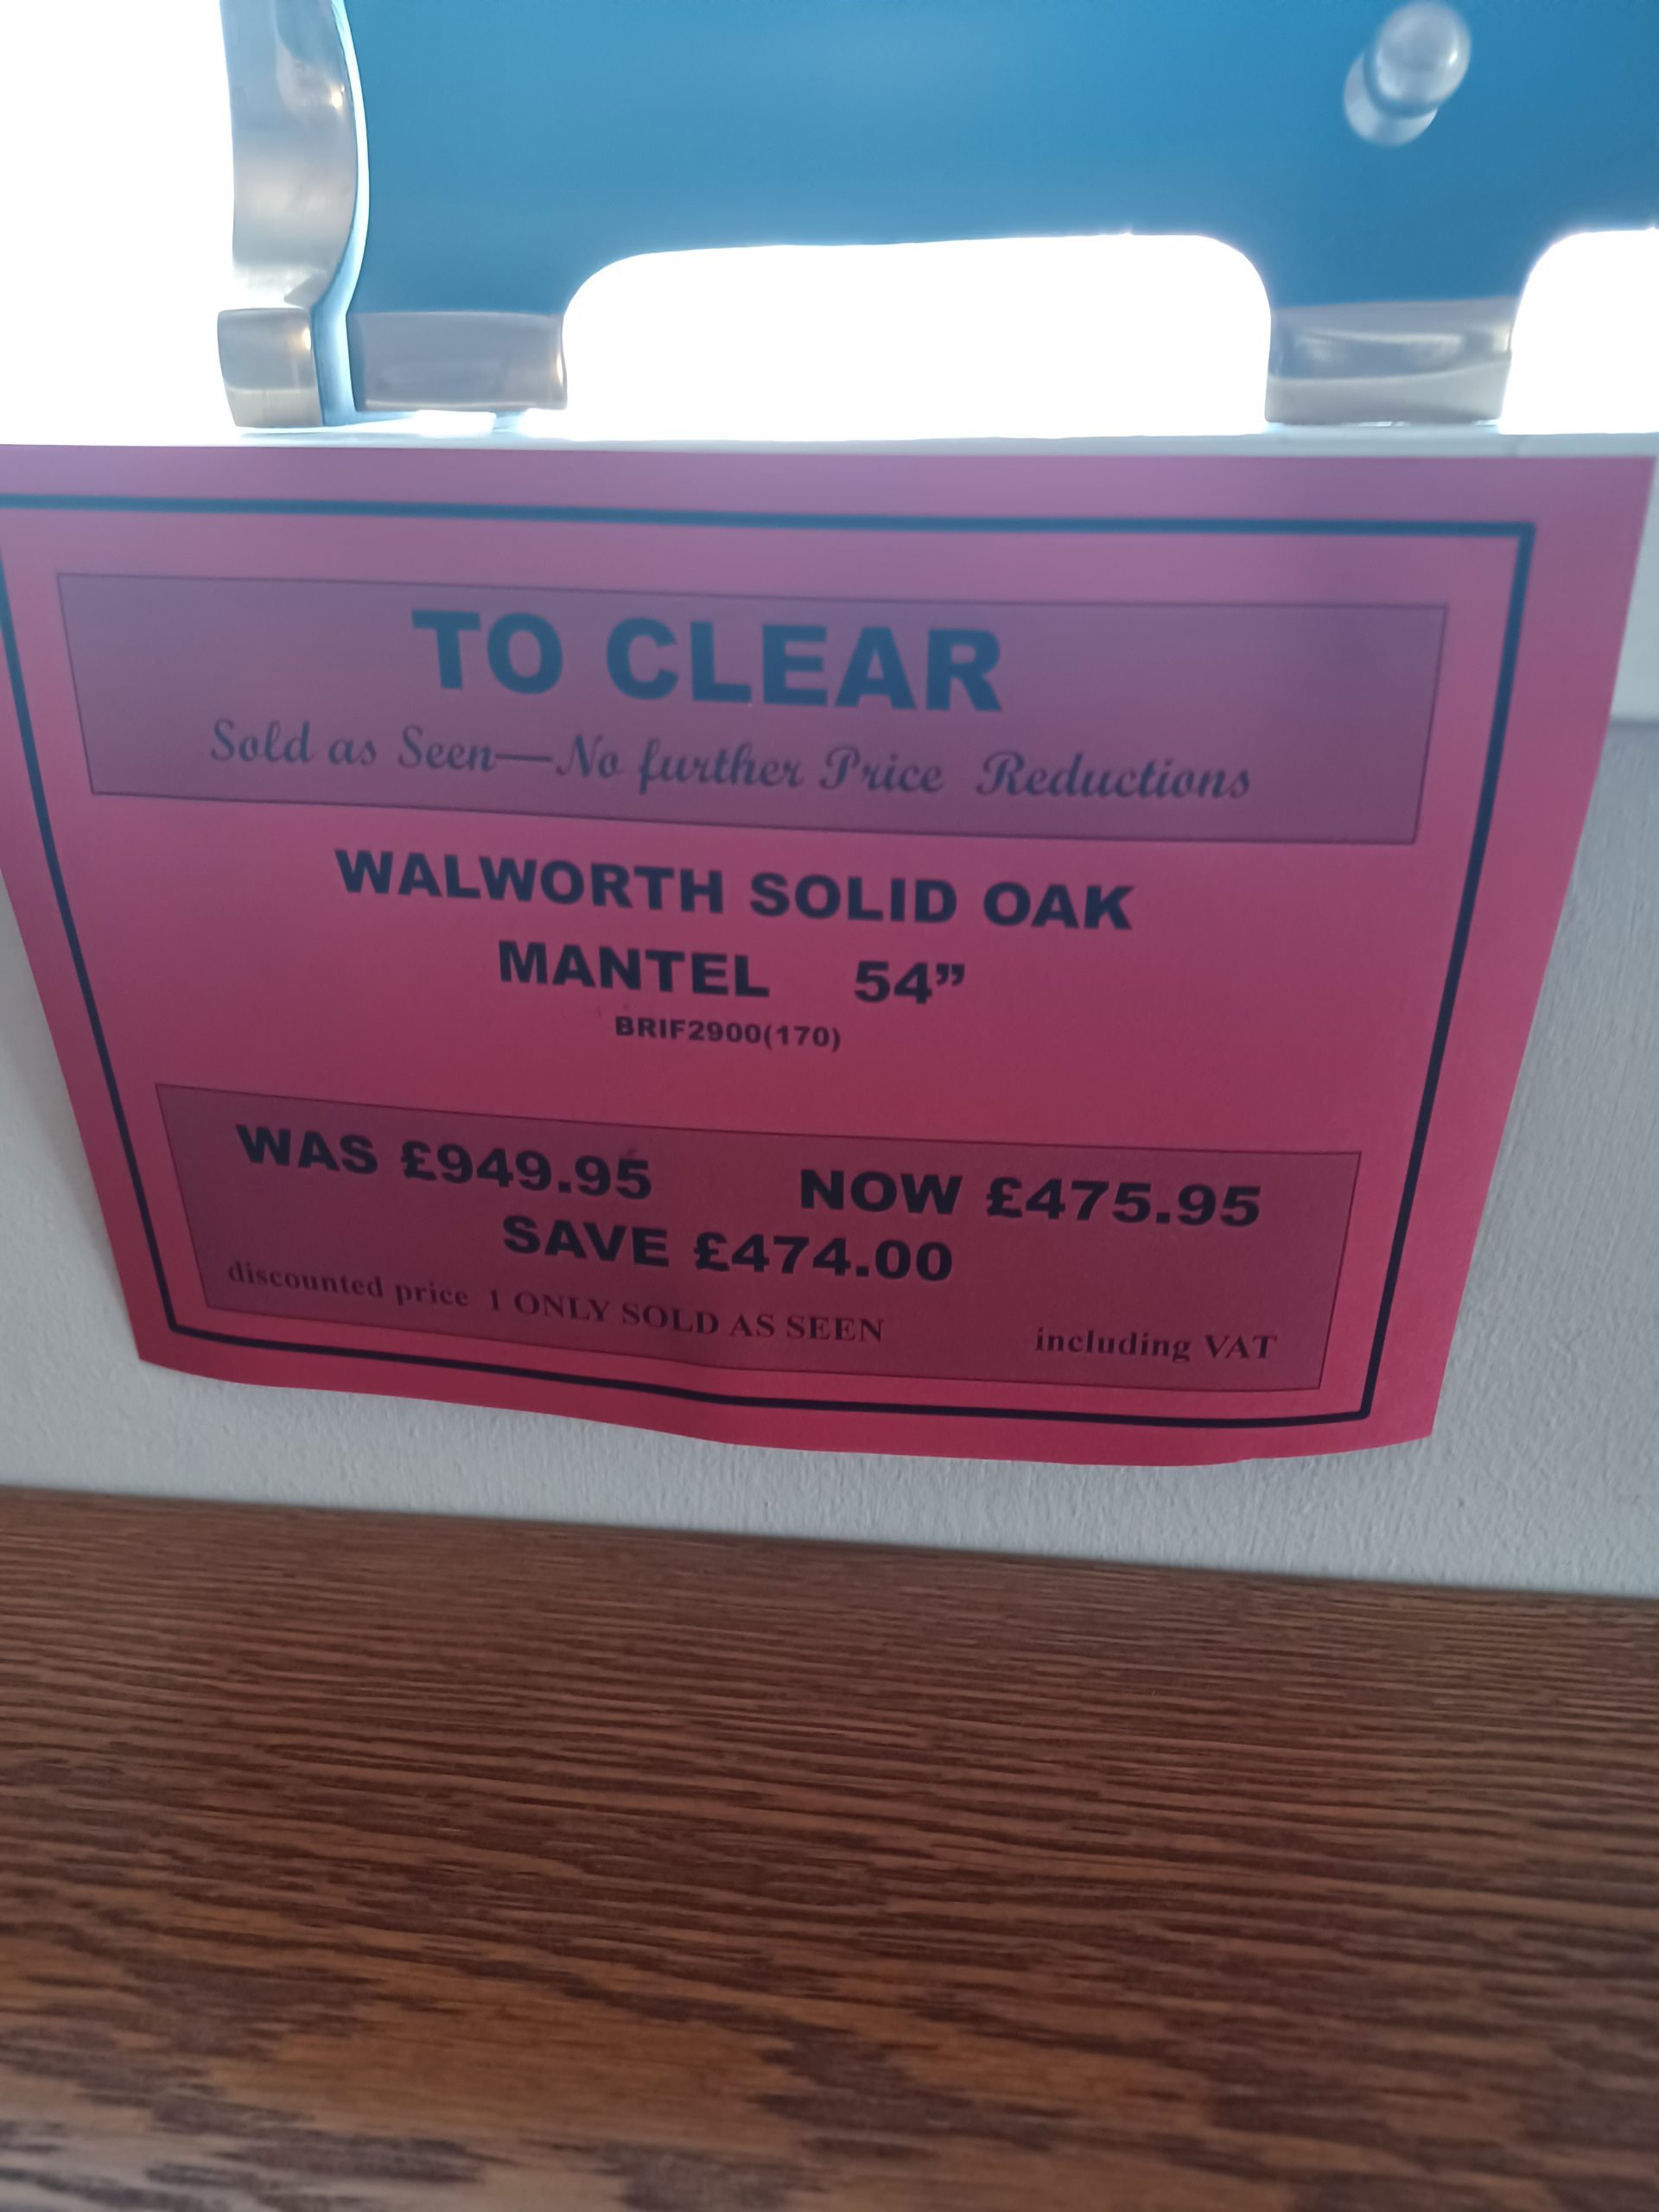 TO CLEAR
Sold as Seen—No further Price Reductions
WALWORTH SOLID OAK
MANTEL 54”
BRIF2900(170)
WAS £949.95 NOW £475.95
SAVE £474.00
discounted price 1 ONLY SOLD AS SEEN including VAT